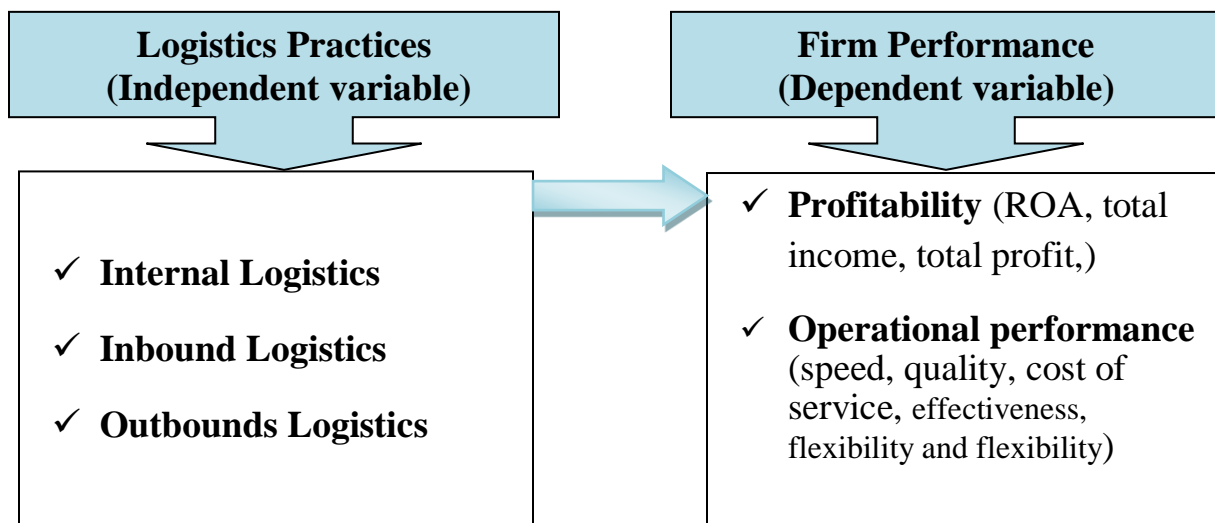 Logistics Practices
(Independent variable)
Firm Performance
(Dependent variable)
✓ Internal Logistics
✓ Inbound Logistics
✓ Outbounds Logistics
✓ Profitability (ROA, total
income, total profit,)
✓ Operational performance
(speed, quality, cost of
service, effectiveness,
flexibility and flexibility)